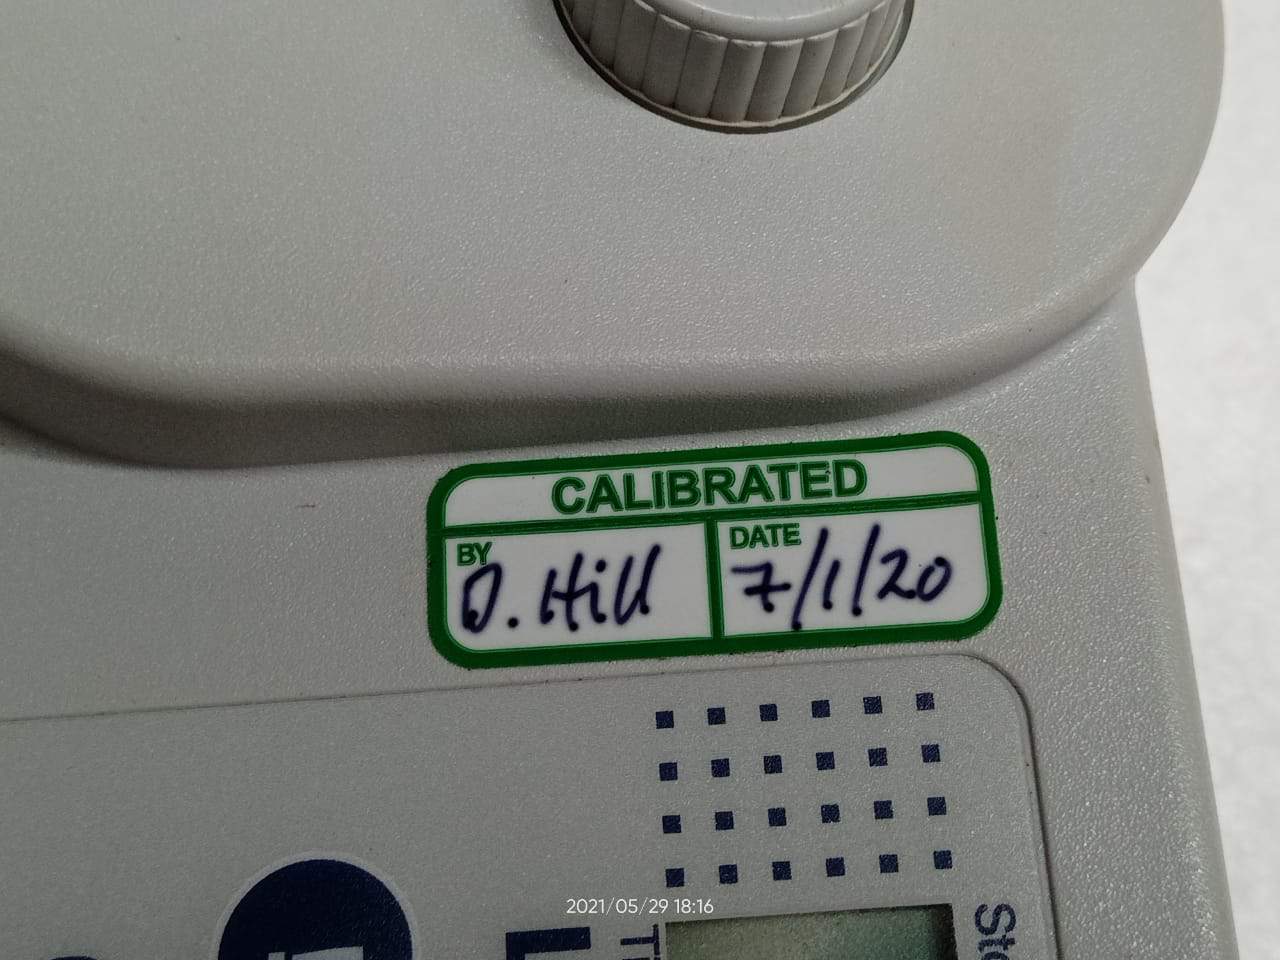 CALIBRATED
BY
D. Hill
DATE
7/1/20
2021/05/29 18:16